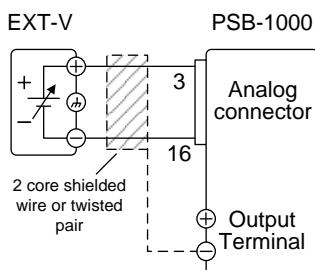 EXT-V
PSB-1000
+
−
+
−
3
16
Analog
connector
2 core shielded
wire or twisted
pair
+
−
Output
Terminal